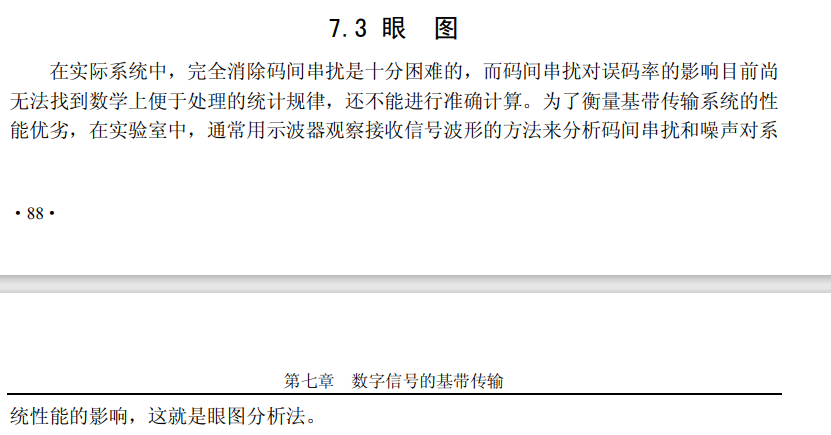 7.3 眼 图
在实际系统中，完全消除码间串扰是十分困难的，而码间串扰对误码率的影响目前尚
无法找到数学上便于处理的统计规律，还不能进行准确计算。为了衡量基带传输系统的性
能优劣，在实验室中，通常用示波器观察接收信号波形的方法来分析码间串扰和噪声对系
·88·
第七章 数字信号的基带传输
统性能的影响，这就是眼图分析法。